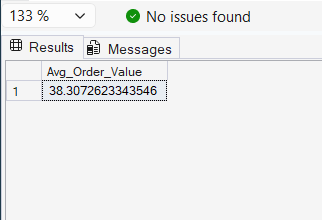 133 %
No issues found
Results
Messages
Avg_Order_Value
1
38.3072623343546